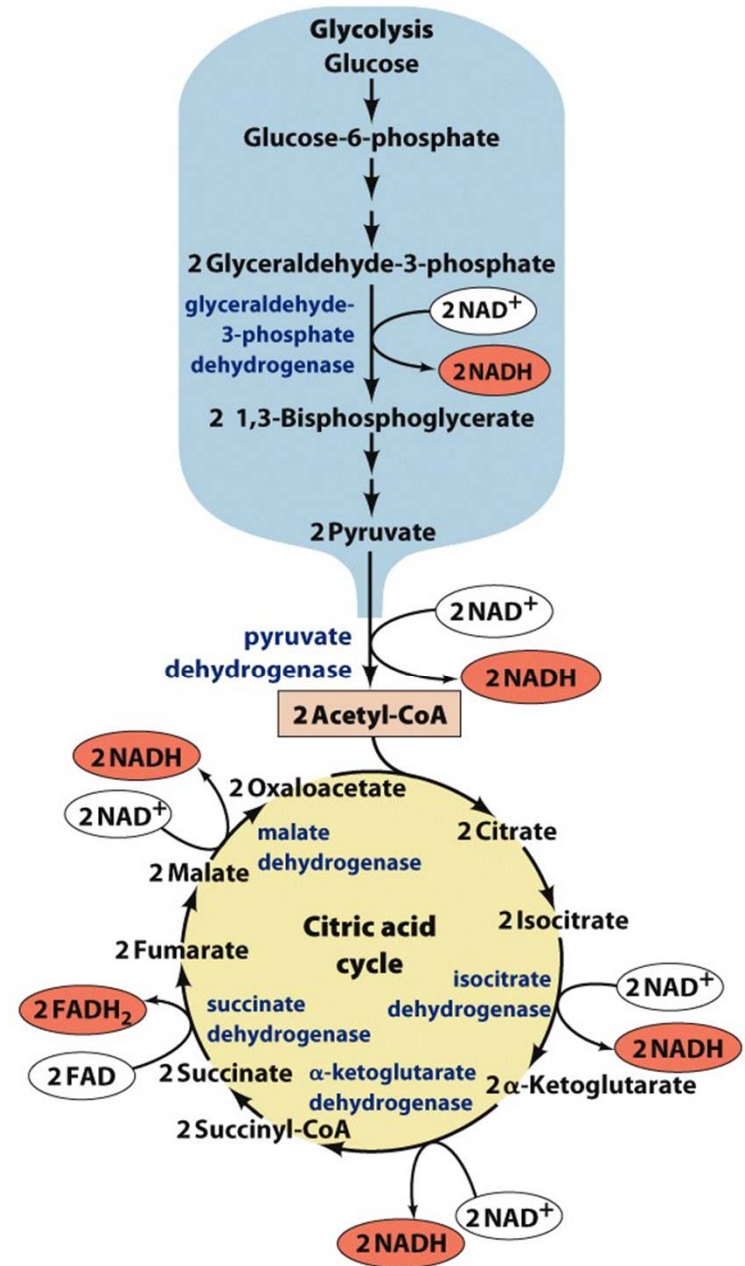 Glycolysis
Glucose
Glucose-6-phosphate
2 Glyceraldehyde-3-phosphate
glyceraldehyde-
3-phosphate
dehydrogenase
2 NAD⁺
2 NADH
2 1,3-Bisphosphoglycerate
2 Pyruvate
pyruvate
dehydrogenase
2 NAD⁺
2 NADH
2 Acetyl-CoA
2 Oxaloacetate
2 Citrate
2 Isocitrate
isocitrate
dehydrogenase
2 NAD⁺
2 NADH
2 α-Ketoglutarate
α-ketoglutarate
dehydrogenase
2 NAD⁺
2 NADH
2 Succinyl-CoA
2 Succinate
succinate
dehydrogenase
2 FAD
2 FADH₂
2 Fumarate
2 Malate
malate
dehydrogenase
2 NAD⁺
2 NADH
Citric acid
cycle